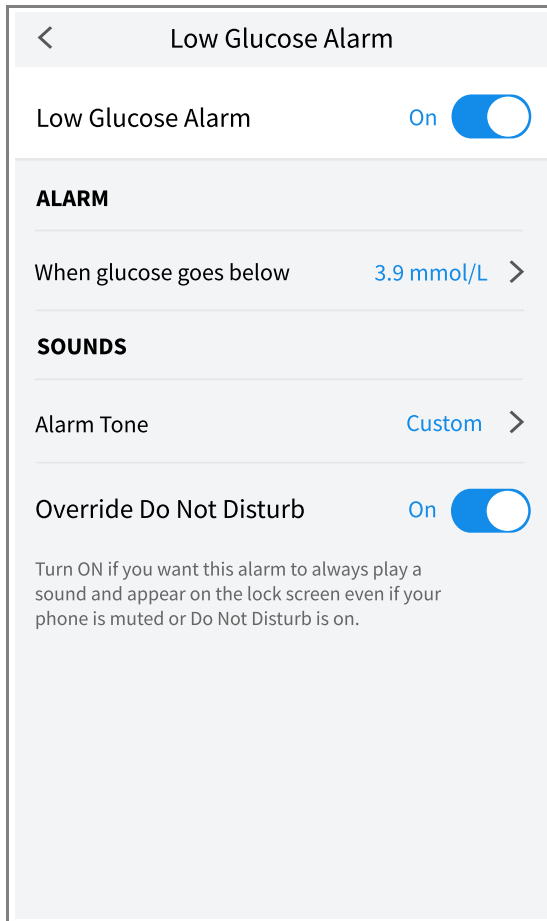 Low Glucose Alarm
Low Glucose Alarm On
ALARM
When glucose goes below 3.9 mmol/L
SOUNDS
Alarm Tone Custom
Override Do Not Disturb On
Turn ON if you want this alarm to always play a
sound and appear on the lock screen even if your
phone is muted or Do Not Disturb is on.